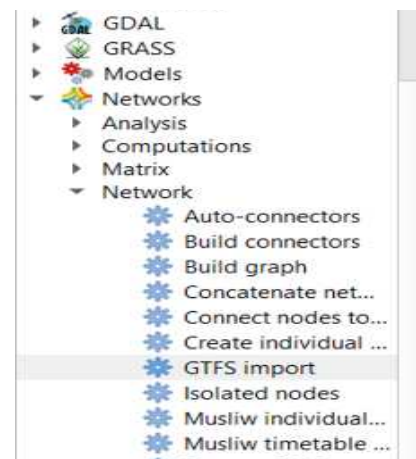 GDAL
GRASS
Models
Networks
Analysis
Computations
Matrix
Network
Auto-connectors
Build connectors
Build graph
Concatenate net...
Connect nodes to...
Create individual ...
GTFS import
Isolated nodes
Musliw individual...
Musliw timetable ...